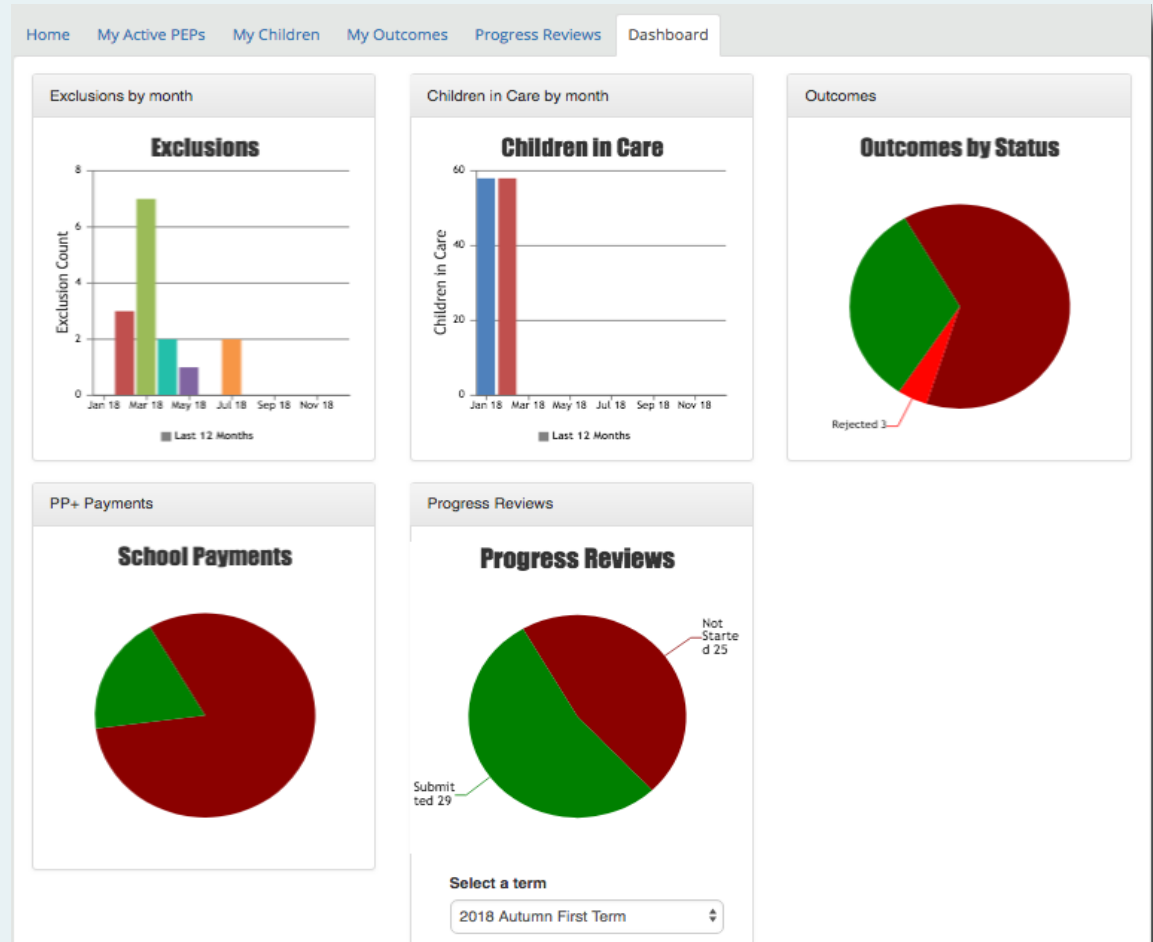 Home My Active PEPs My Children My Outcomes Progress Reviews Dashboard
Exclusions by month
Exclusions
8
6
4
2
0
Exclusion Count
Jan 18 Mar 18 May 18 Jul 18 Sep 18 Nov 18
Last 12 Months
Children in Care by month
Children in Care
60
40
20
0
Children in Care
Jan 18 Mar 18 May 18 Jul 18 Sep 18 Nov 18
Last 12 Months
Outcomes
Outcomes by Status
Rejected 3
PP+ Payments
School Payments
Progress Reviews
Progress Reviews
Not
Starte
d 25
Submit
ted 29
Select a term
2018 Autumn First Term